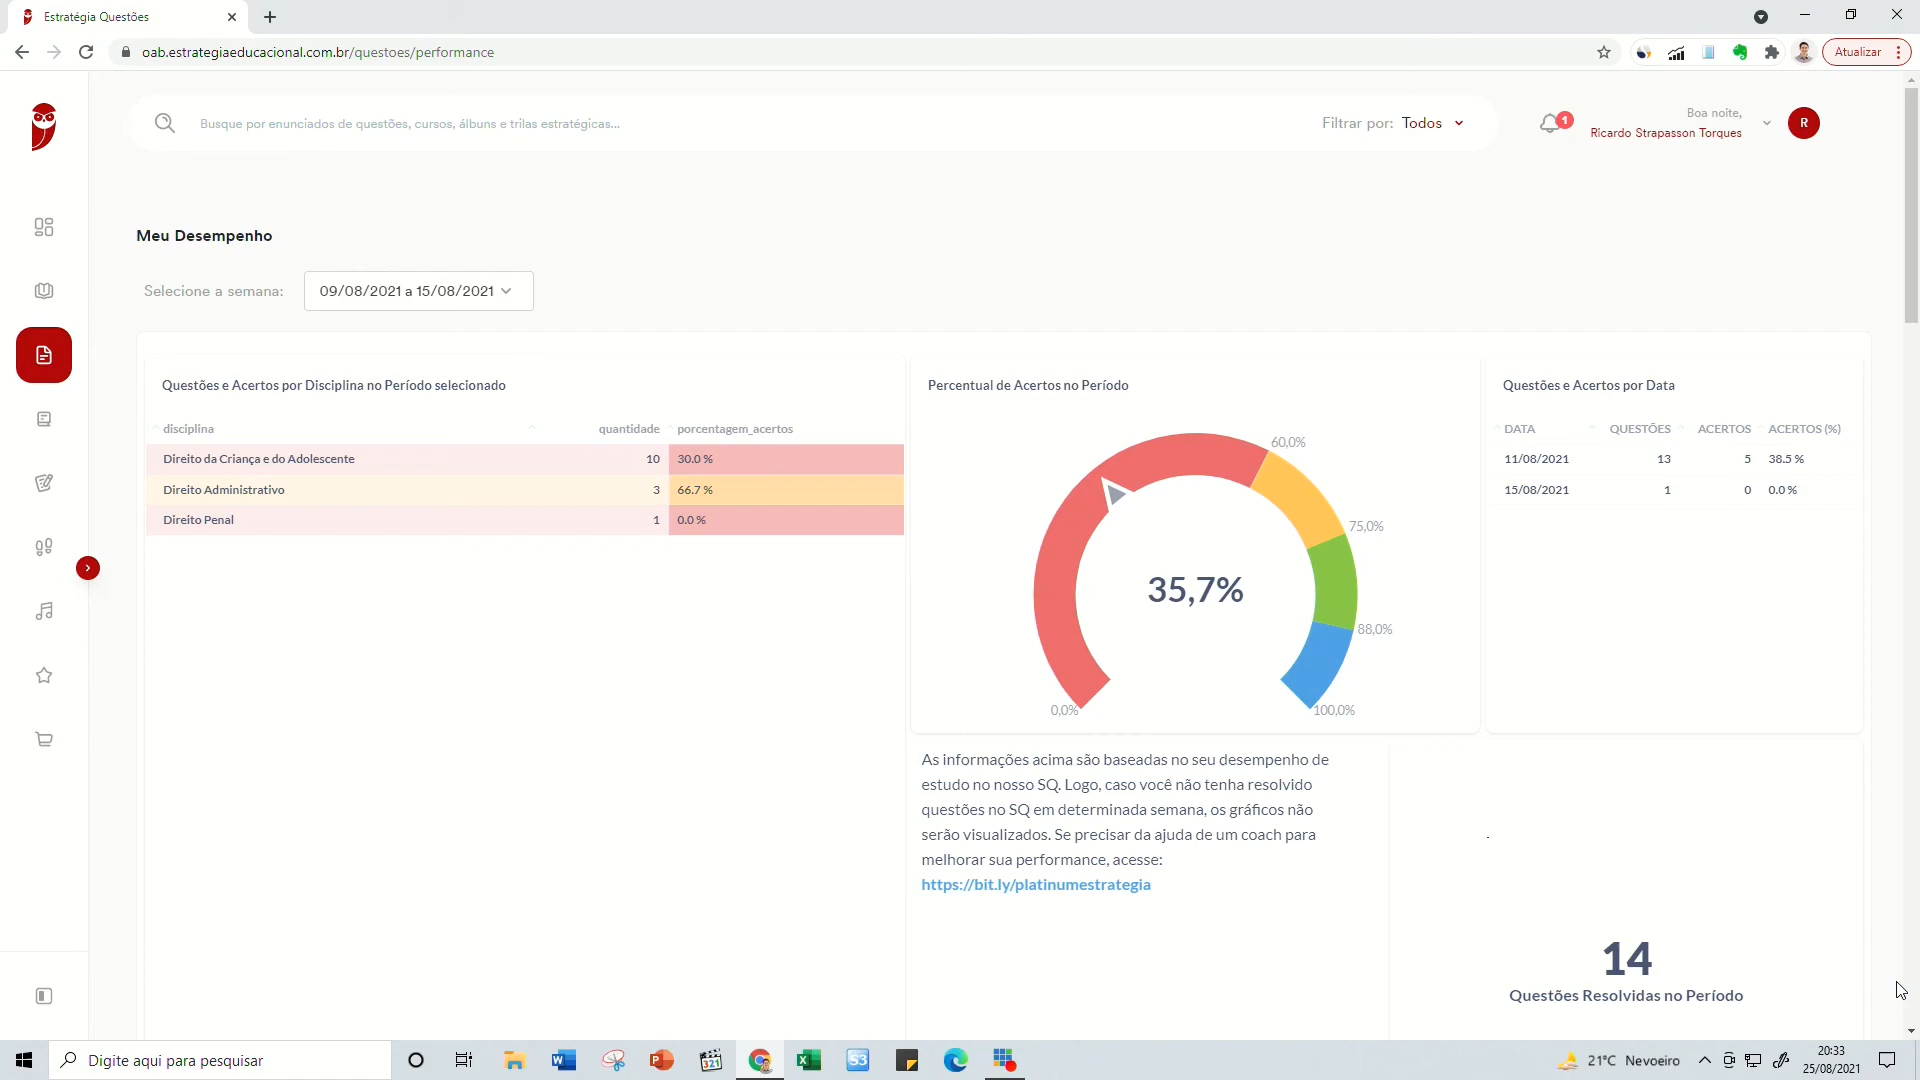 Estratégia Questões
oab.estrategiaeducacional.com.br/questoes/performance
Atualizar
Busque por enunciados de questões, cursos, álbuns e trilas estratégicas...
Filtrar por: Todos
1
Boa noite,
Ricardo Strapasson Torques
R
Meu Desempenho
Selecione a semana:
09/08/2021 a 15/08/2021
Questões e Acertos por Disciplina no Período selecionado
disciplina quantidade porcentagem_acertos
Direito da Criança e do Adolescente 10 30.0 %
Direito Administrativo 3 66.7 %
Direito Penal 1 0.0 %
Percentual de Acertos no Período
60,0%
75,0%
35,7%
88,0%
0,0%
100,0%
Questões e Acertos por Data
DATA QUESTÕES ACERTOS ACERTOS (%)
11/08/2021 13 5 38.5 %
15/08/2021 1 0 0.0 %
As informações acima são baseadas no seu desempenho de
estudo no nosso SQ. Logo, caso você não tenha resolvido
questões no SQ em determinada semana, os gráficos não
serão visualizados. Se precisar da ajuda de um coach para
melhorar sua performance, acesse:
https://bit.ly/platinumestrategia
.
14
Questões Resolvidas no Período
Digite aqui para pesquisar
W
P
321
X
S3
21°C Nevoeiro
20:33
25/08/2021